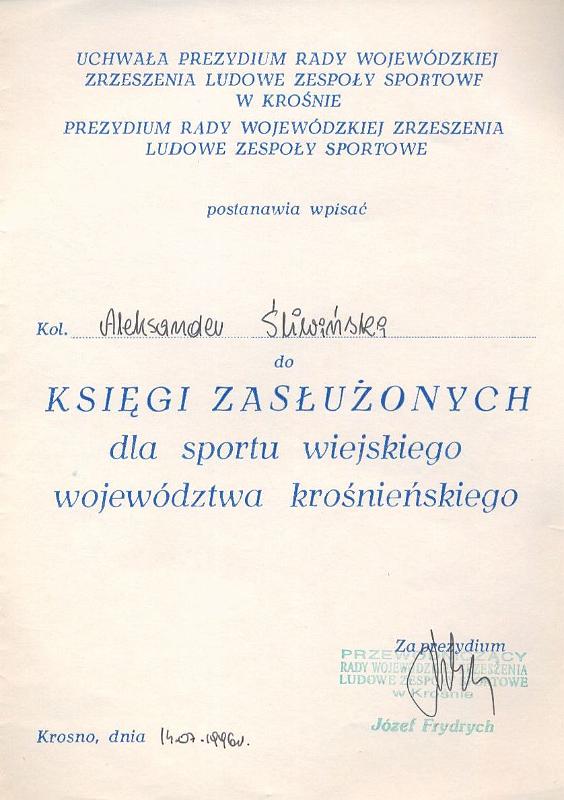 UCHWAŁA PREZYDIUM RADY WOJEWÓDZKIEJ
ZRZESZENIA LUDOWE ZESPOŁY SPORTOWE
W KROŚNIE
PREZYDIUM RADY WOJEWÓDZKIEJ ZRZESZENIA
LUDOWE ZESPOŁY SPORTOWE
postanawia wpisać
Kol. Aleksander Śliwińską
do
KSIĘGI ZASŁUŻONYCH
dla sportu wiejskiego
województwa krośnieńskiego
Za prezydium
PRZEWODNICZĄCY
RADY WOJEWÓDZKIEJ ZRZESZENIA
LUDOWE ZESPOŁY SPORTOWE
w Krośnie
Józef Frydrych
Krosno, dnia 14.07.1996r.